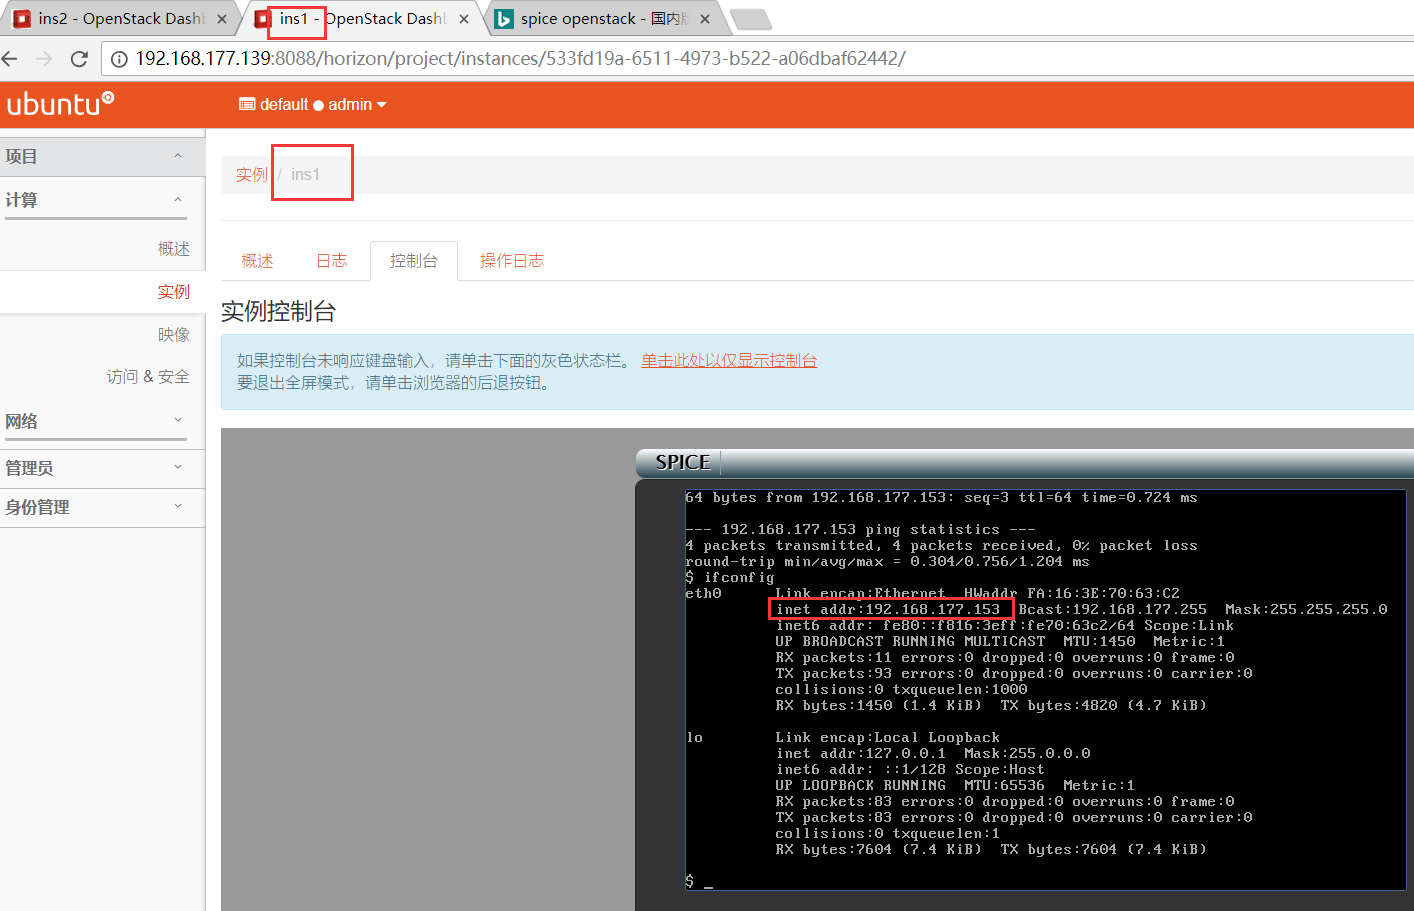 ins2 - OpenStack Dashb
ins1 - OpenStack Dashb
spice openstack - 国内版
192.168.177.139:8088/horizon/project/instances/533fd19a-6511-4973-b522-a06dbaf62442/
ubuntu
default ● admin
项目
计算
概述
实例
映像
访问 & 安全
网络
管理员
身份管理
实例 / ins1
概述 日志 控制台 操作日志
实例控制台
如果控制台未响应键盘输入，请单击下面的灰色状态栏。 单击此处以仅显示控制台
要退出全屏模式，请单击浏览器的后退按钮。
SPICE
64 bytes from 192.168.177.153: seq=3 ttl=64 time=0.724 ms
--- 192.168.177.153 ping statistics ---
4 packets transmitted, 4 packets received, 0% packet loss
round-trip min/avg/max = 0.304/0.756/1.204 ms
$ ifconfig
eth0 Link encap:Ethernet HWaddr FA:16:3E:70:63:C2
inet addr:192.168.177.153 Bcast:192.168.177.255 Mask:255.255.255.0
inet6 addr: fe80::f816:3eff:fe70:63c2/64 Scope:Link
UP BROADCAST RUNNING MULTICAST MTU:1450 Metric:1
RX packets:11 errors:0 dropped:0 overruns:0 frame:0
TX packets:93 errors:0 dropped:0 overruns:0 carrier:0
collisions:0 txqueuelen:1000
RX bytes:1450 (1.4 KiB) TX bytes:4820 (4.7 KiB)
lo Link encap:Local Loopback
inet addr:127.0.0.1 Mask:255.0.0.0
inet6 addr: ::1/128 Scope:Host
UP LOOPBACK RUNNING MTU:65536 Metric:1
RX packets:83 errors:0 dropped:0 overruns:0 frame:0
TX packets:83 errors:0 dropped:0 overruns:0 carrier:0
collisions:0 txqueuelen:1
RX bytes:7604 (7.4 KiB) TX bytes:7604 (7.4 KiB)
$ _